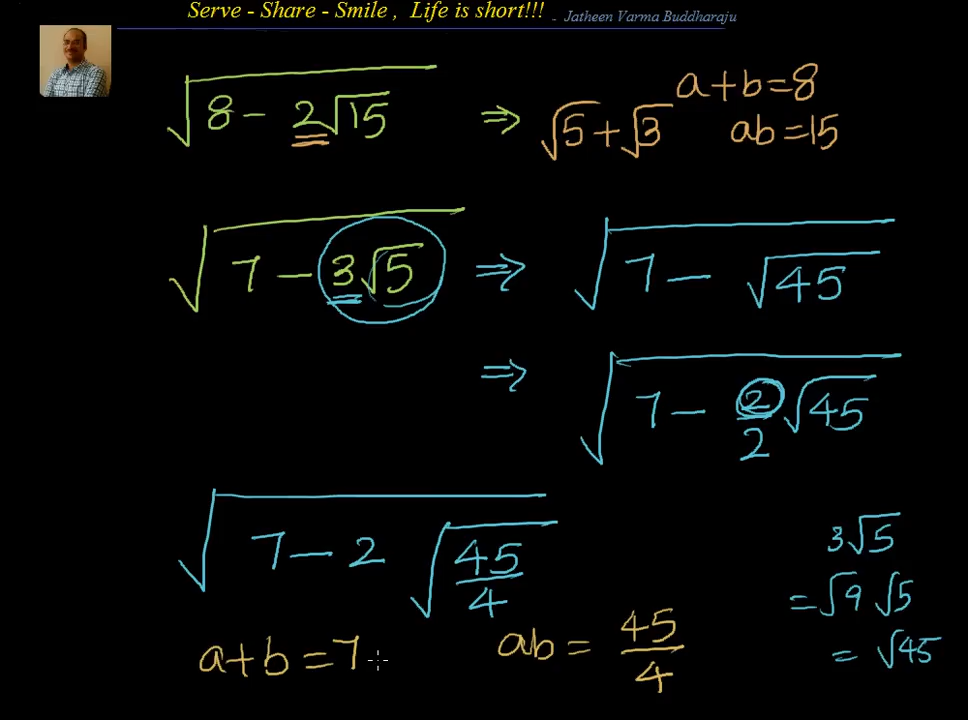 Serve - Share - Smile , Life is short!!! - Jatheen Varma Buddharaju
√(8 - 2√15) ⇒ √5 + √3 a+b=8
ab=15
√(7 - 3√5) ⇒ √(7 - √45)
⇒ √(7 - 2/2 √45)
√(7 - 2 √(45/4))
3√5
= √9 √5
= √45
a+b=7 ab = 45/4